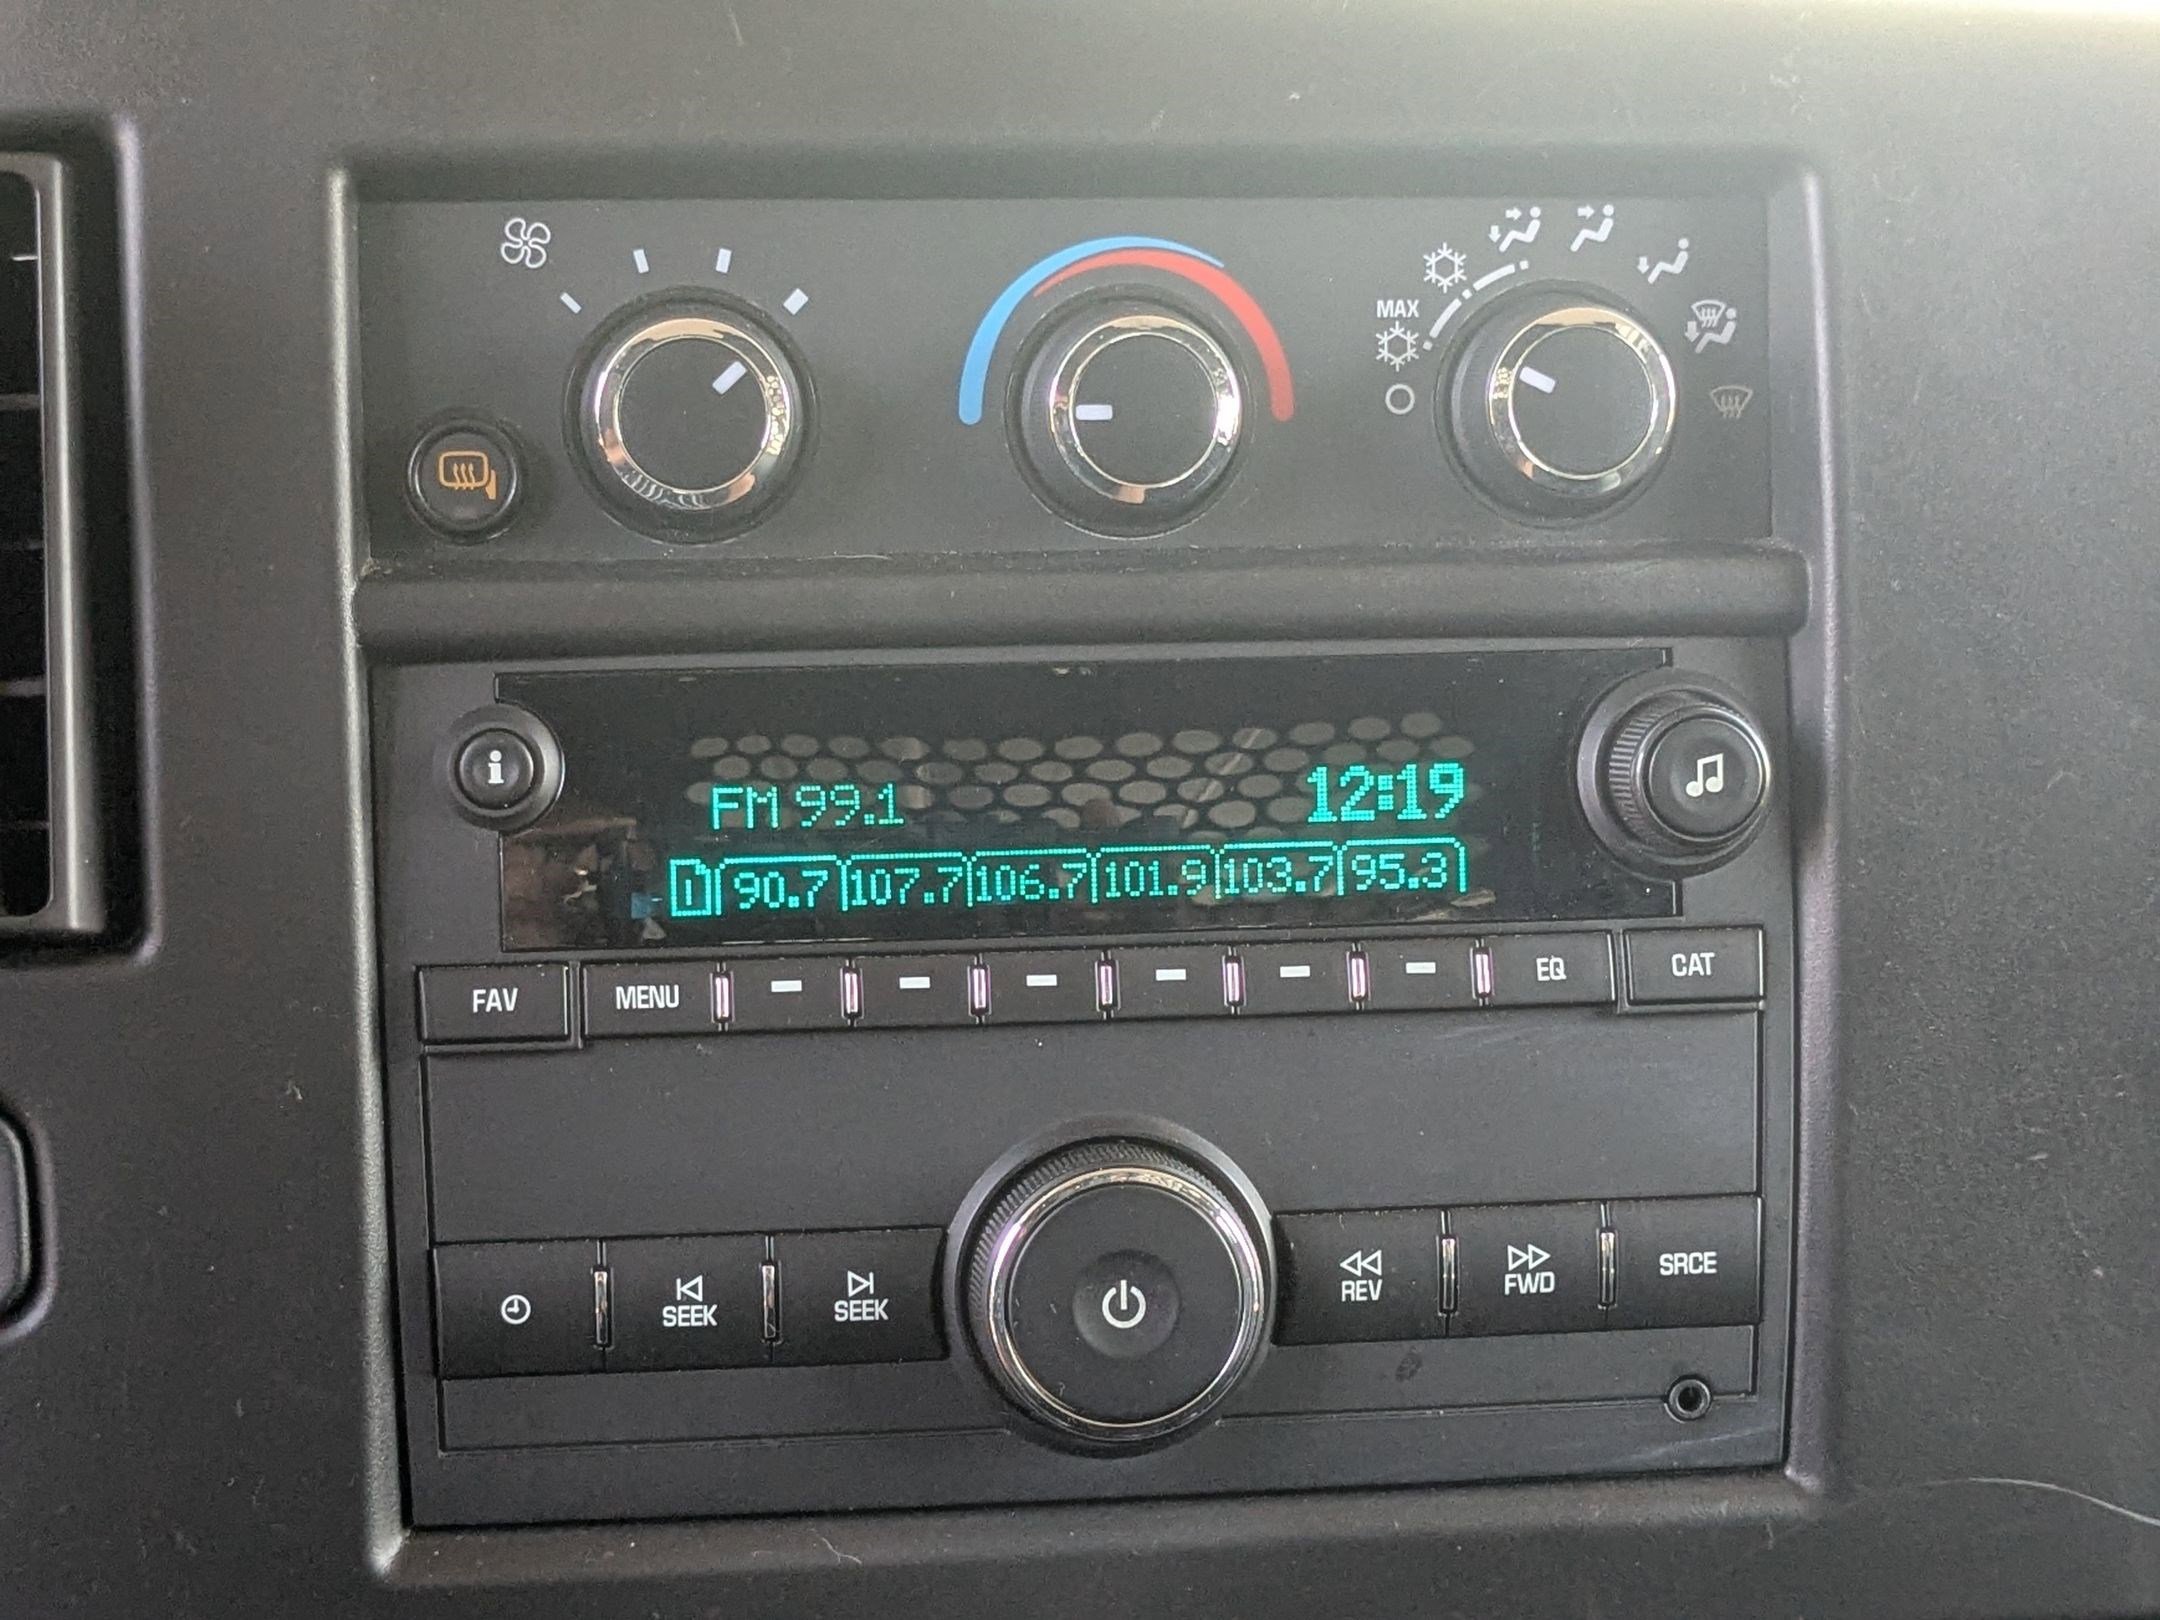 MAX
i
FM 99.1 12:19
1 90.7 107.7 106.7 101.9 103.7 95.3
FAV MENU EQ CAT
SEEK SEEK REV FWD SRCE